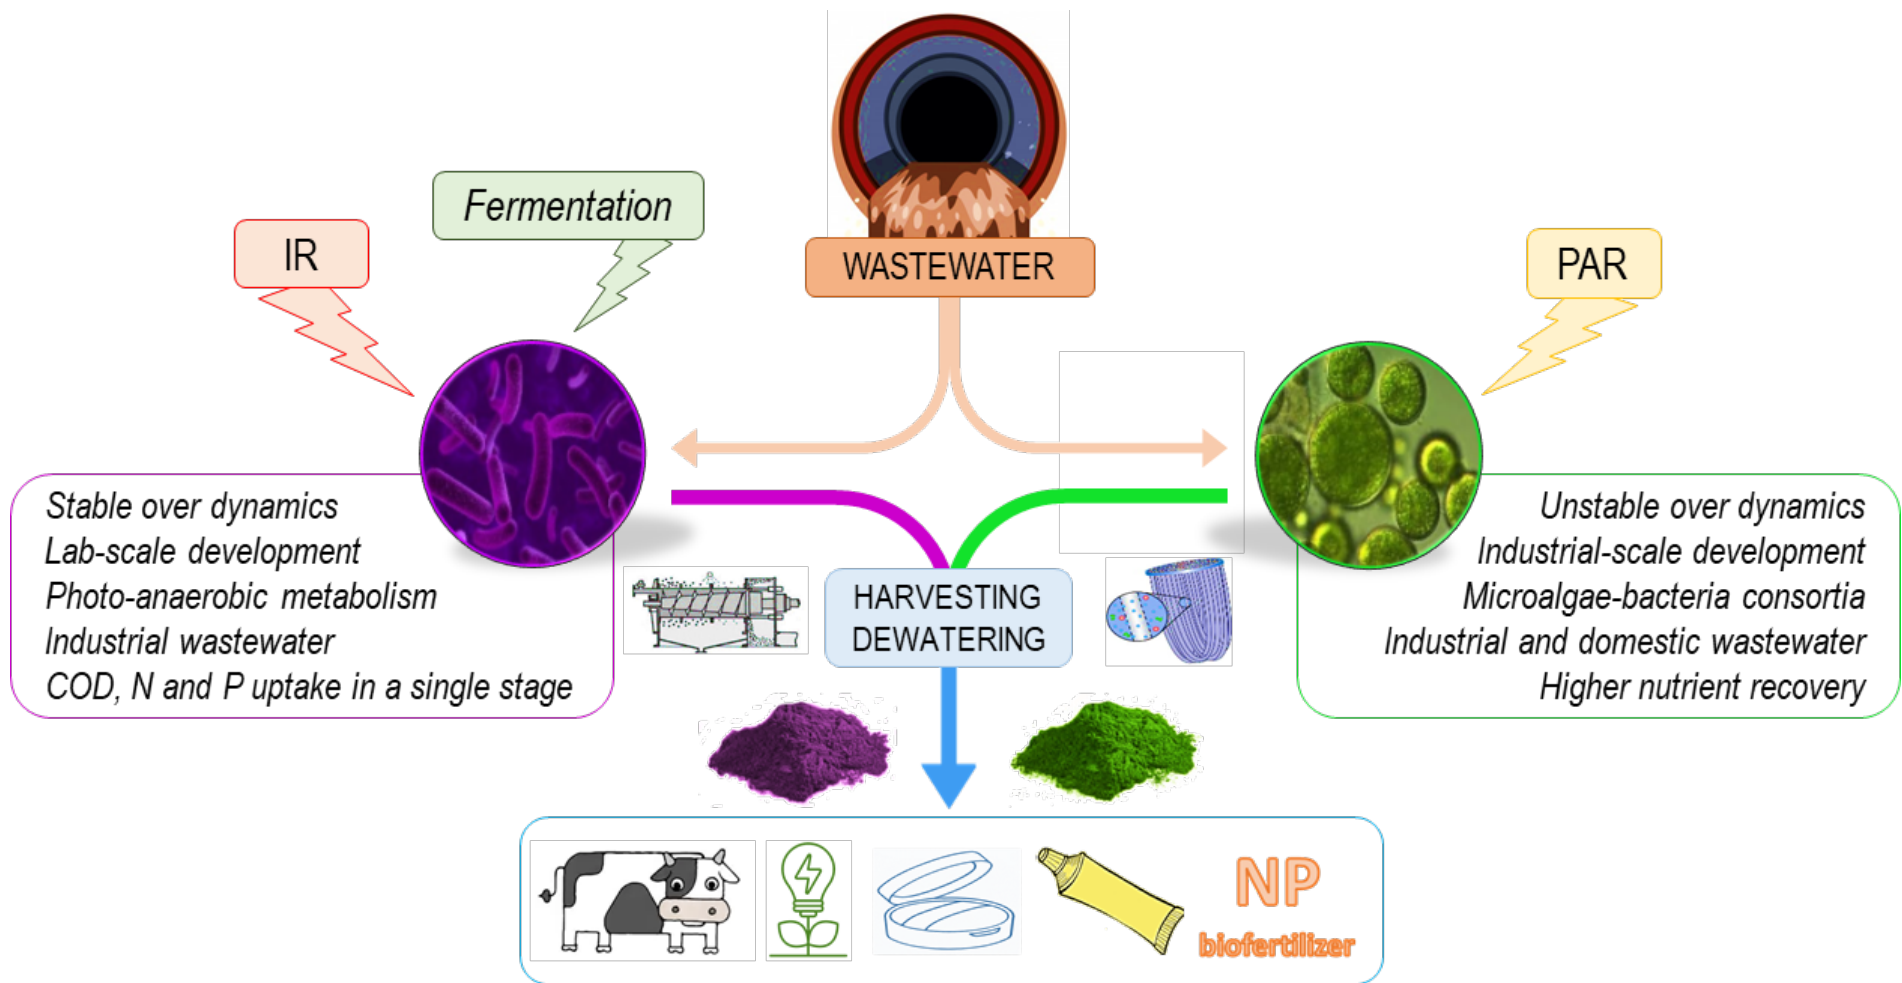 WASTEWATER
Fermentation
IR
PAR
Stable over dynamics
Lab-scale development
Photo-anaerobic metabolism
Industrial wastewater
COD, N and P uptake in a single stage
Unstable over dynamics
Industrial-scale development
Microalgae-bacteria consortia
Industrial and domestic wastewater
Higher nutrient recovery
HARVESTING
DEWATERING
NP
biofertilizer